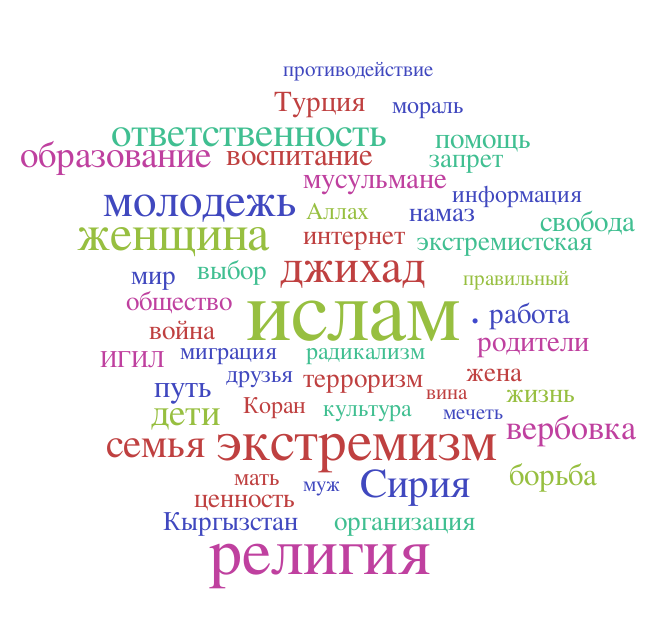 противодействие
Турция мораль
ответственность помощь
образование воспитание запрет
мусульмане
молодежь Аллах намаз информация
женщина интернет экстремистская свобода
мир выбор джихад правильный
общество ислам . работа
война родители
ИГИЛ миграция радикализм
друзья терроризм жена
путь вина жизнь
дети Коран культура мечеть
семья экстремизм вербовка
мать муж Сирия борьба
ценность
Кыргызстан организация
религия